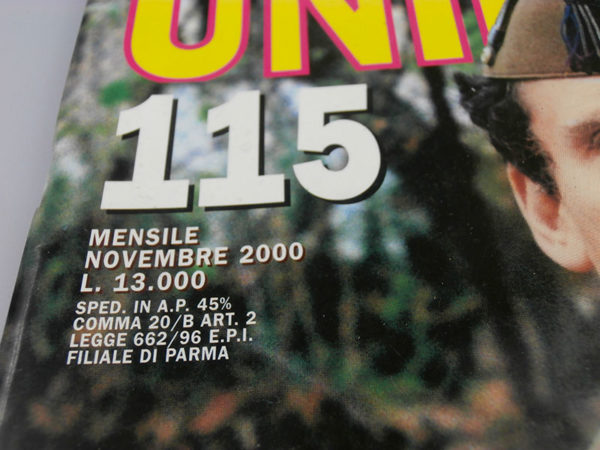 UNI
115
MENSILE
NOVEMBRE 2000
L. 13.000
SPED. IN A.P. 45%
COMMA 20/B ART. 2
LEGGE 662/96 E.P.I.
FILIALE DI PARMA